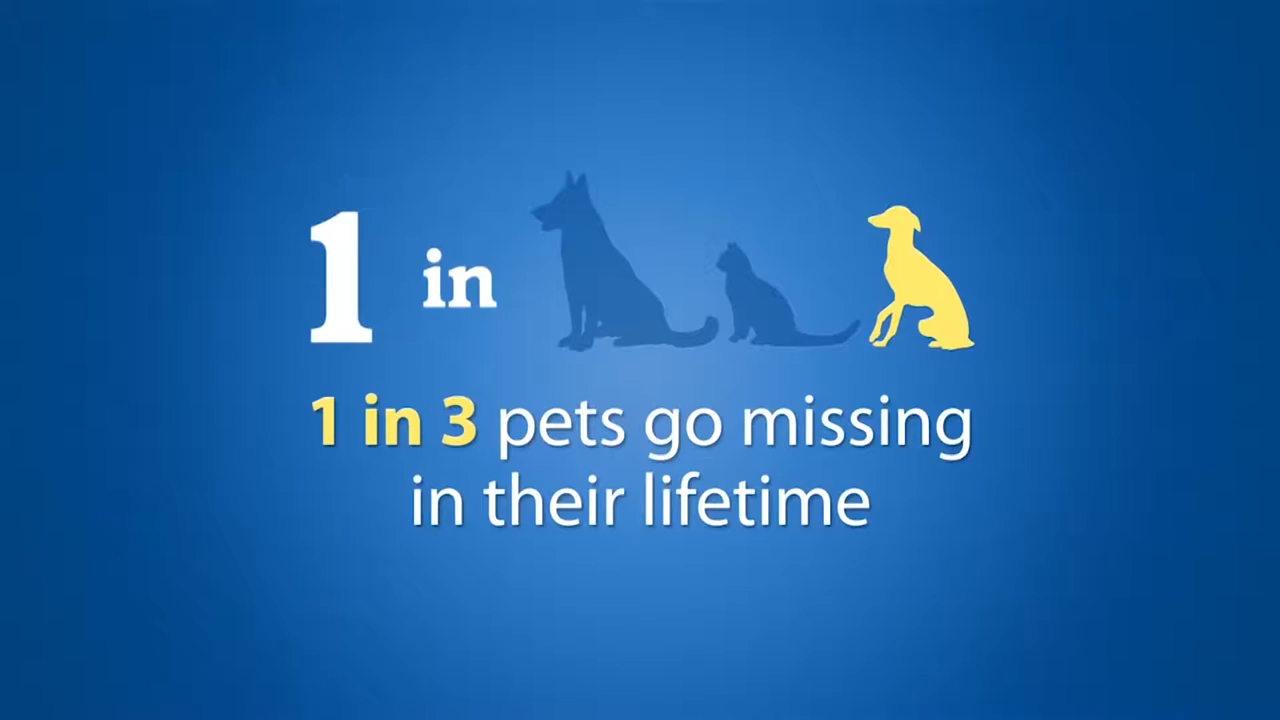 1 in
1 in 3 pets go missing
in their lifetime